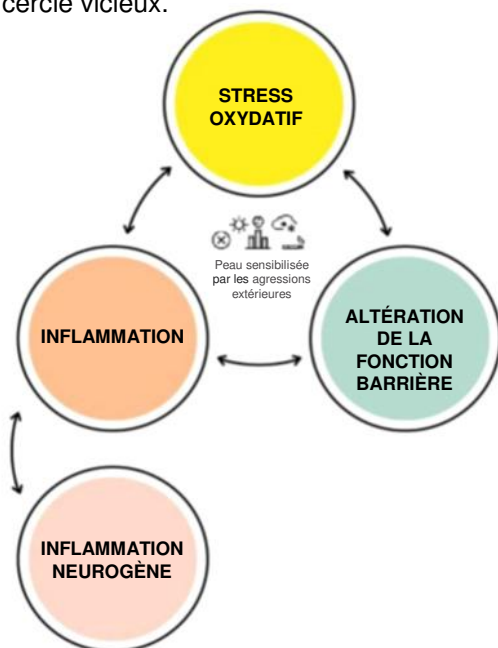 cercle vicieux.
STRESS
OXYDATIF
Peau sensibilisée
par les agressions
extérieures
INFLAMMATION
ALTÉRATION
DE LA
FONCTION
BARRIÈRE
INFLAMMATION
NEUROGÈNE